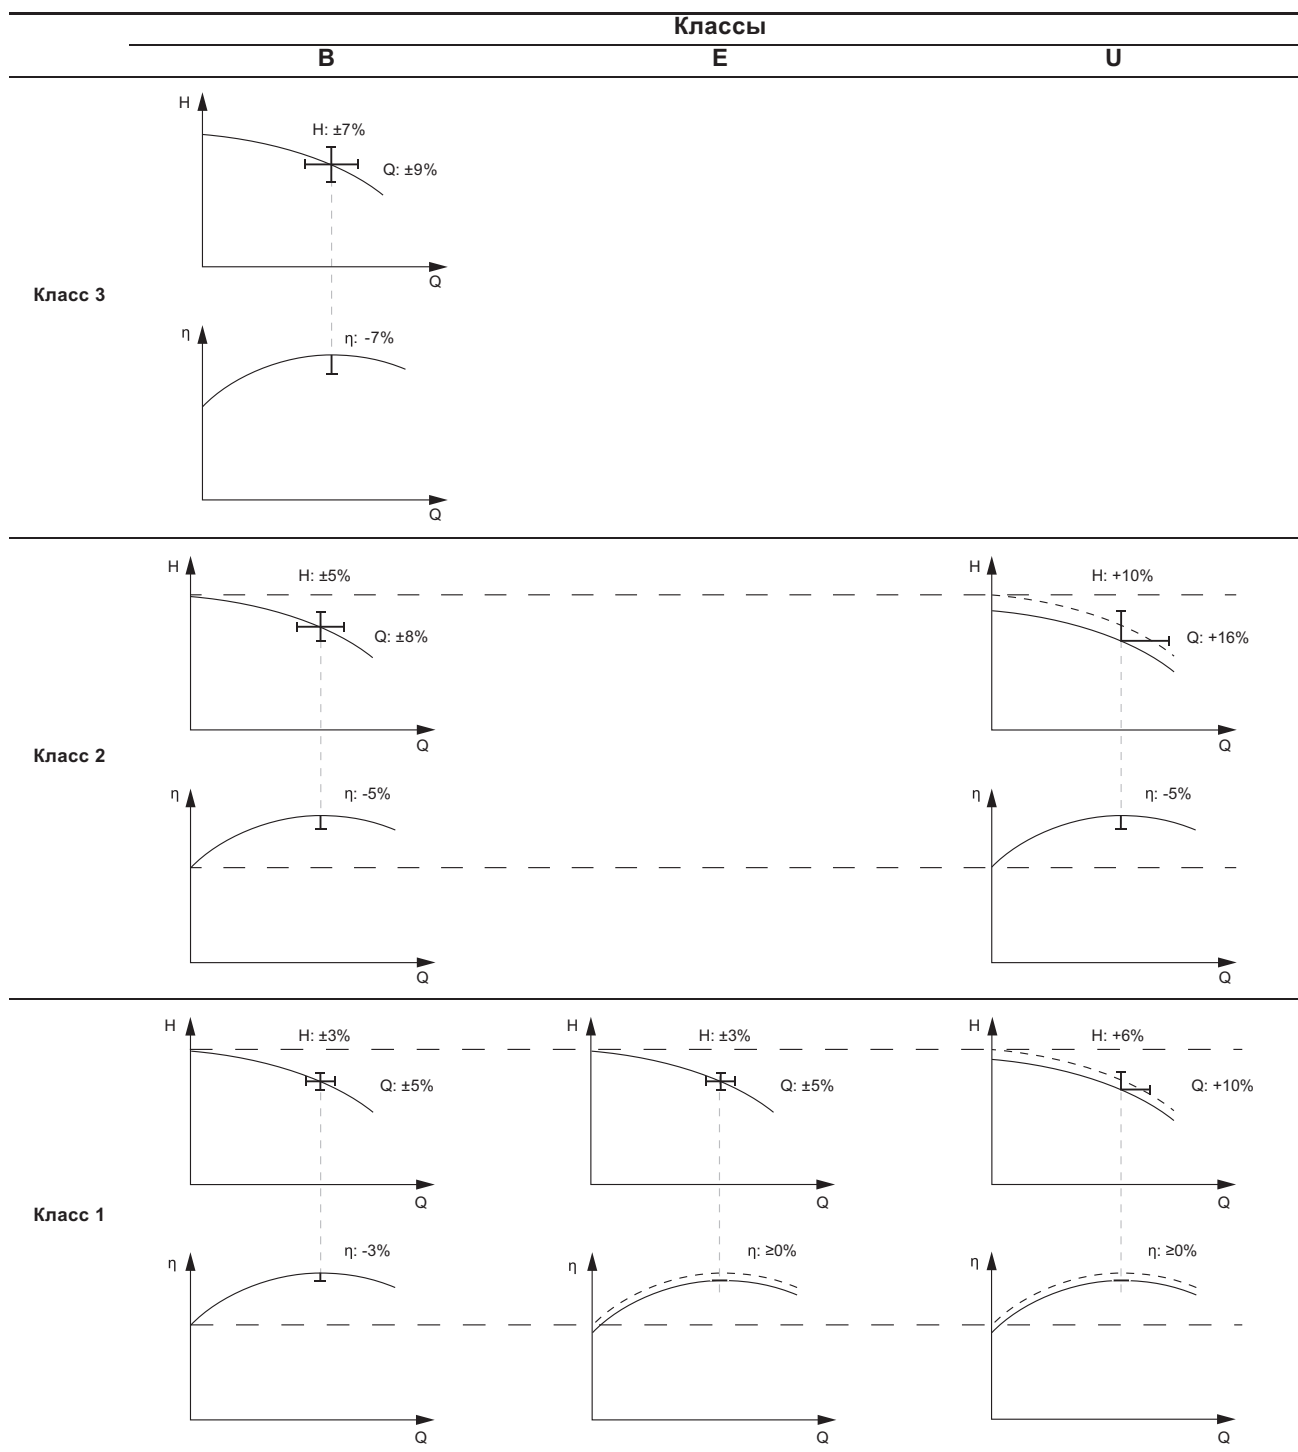 Классы
B E U
H
H: ±7%
Q: ±9%
Q
Класс 3
η
η: -7%
Q
H H
H: ±5% H: +10%
Q: ±8% Q: +16%
Q Q
Класс 2
η η
η: -5% η: -5%
Q Q
H H H
H: ±3% H: ±3% H: +6%
Q: ±5% Q: ±5% Q: +10%
Q Q Q
Класс 1
η: -3% η: ≥0% η: ≥0%
η η η
Q Q Q